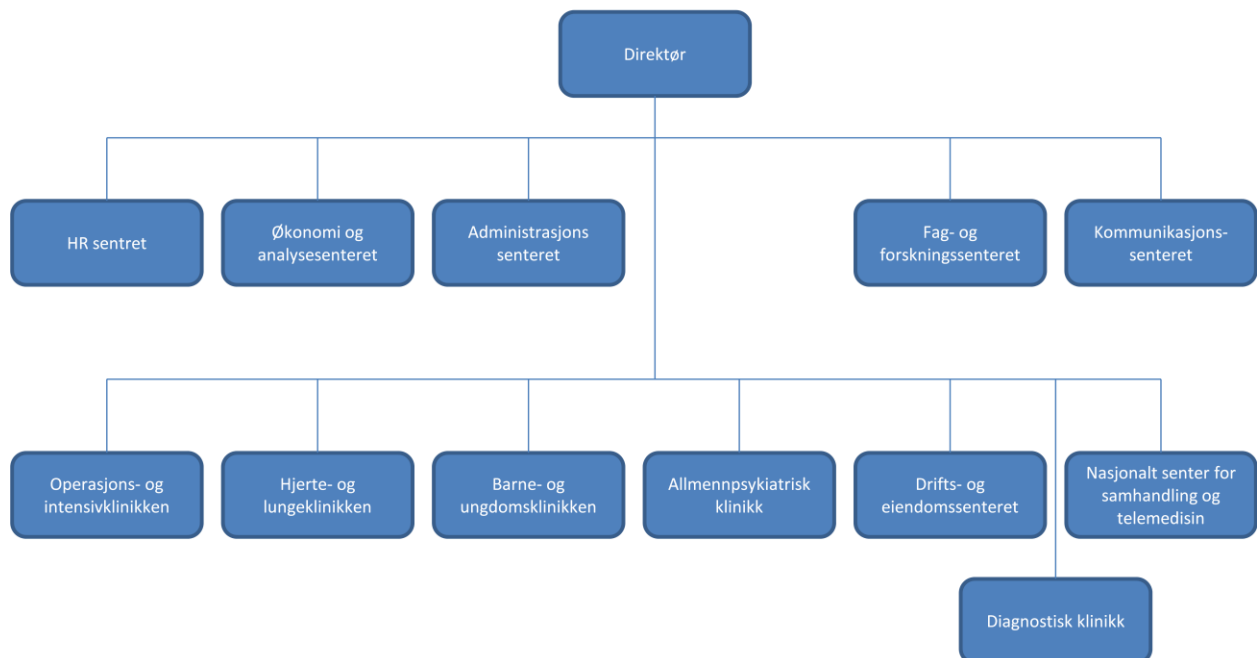 Direktør
HR sentret
Økonomi og
analysesenteret
Administrasjons
senteret
Fag- og
forskningssenteret
Kommunikasjons-
senteret
Operasjons- og
intensivklinikken
Hjerte- og
lungeklinikken
Barne- og
ungdomsklinikken
Allmennpsykiatrisk
klinikk
Drifts- og
eiendomssenteret
Nasjonalt senter for
samhandling og
telemedisin
Diagnostisk klinikk